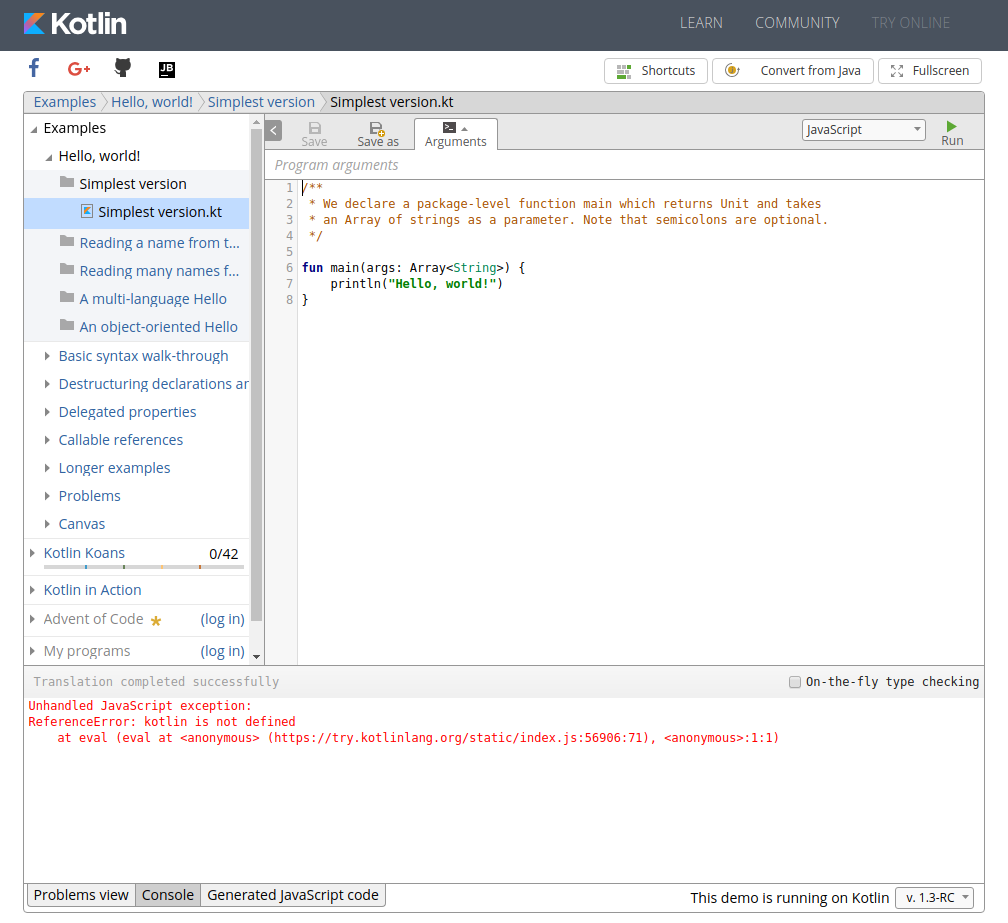 Kotlin
LEARN COMMUNITY TRY ONLINE
f G+ JB
Shortcuts Convert from Java Fullscreen
Examples Hello, world! Simplest version Simplest version.kt
Examples
Hello, world!
Simplest version
Simplest version.kt
Reading a name from t...
Reading many names f...
A multi-language Hello
An object-oriented Hello
Basic syntax walk-through
Destructuring declarations ar
Delegated properties
Callable references
Longer examples
Problems
Canvas
Kotlin Koans 0/42
Kotlin in Action
Advent of Code (log in)
My programs (log in)
< Save Save as Arguments JavaScript Run
Program arguments
1 /**
2  * We declare a package-level function main which returns Unit and takes
3  * an Array of strings as a parameter. Note that semicolons are optional.
4  */
5
6 fun main(args: Array<String>) {
7     println("Hello, world!")
8 }
Translation completed successfully On-the-fly type checking
Unhandled JavaScript exception:
ReferenceError: kotlin is not defined
    at eval (eval at <anonymous> (https://try.kotlinlang.org/static/index.js:56906:71), <anonymous>:1:1)
Problems view Console Generated JavaScript code This demo is running on Kotlin v. 1.3-RC